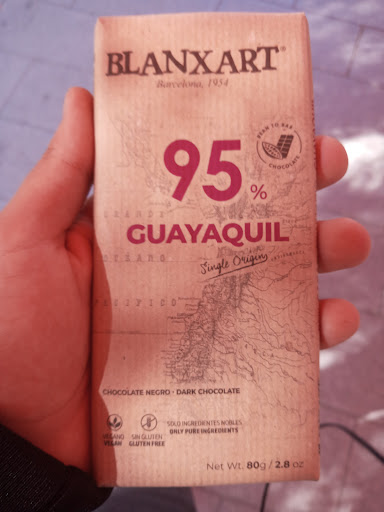 BLANXART®
Barcelona, 1954
BEAN TO BAR
CHOCOLATE
95%
GUAYAQUIL
Single Origin
PACIFICO
CHOCOLATE NEGRO · DARK CHOCOLATE
VEGANO
VEGAN
SIN GLUTEN
GLUTEN FREE
SOLO INGREDIENTES NOBLES
ONLY PURE INGREDIENTS
Net Wt. 80g / 2.8 oz